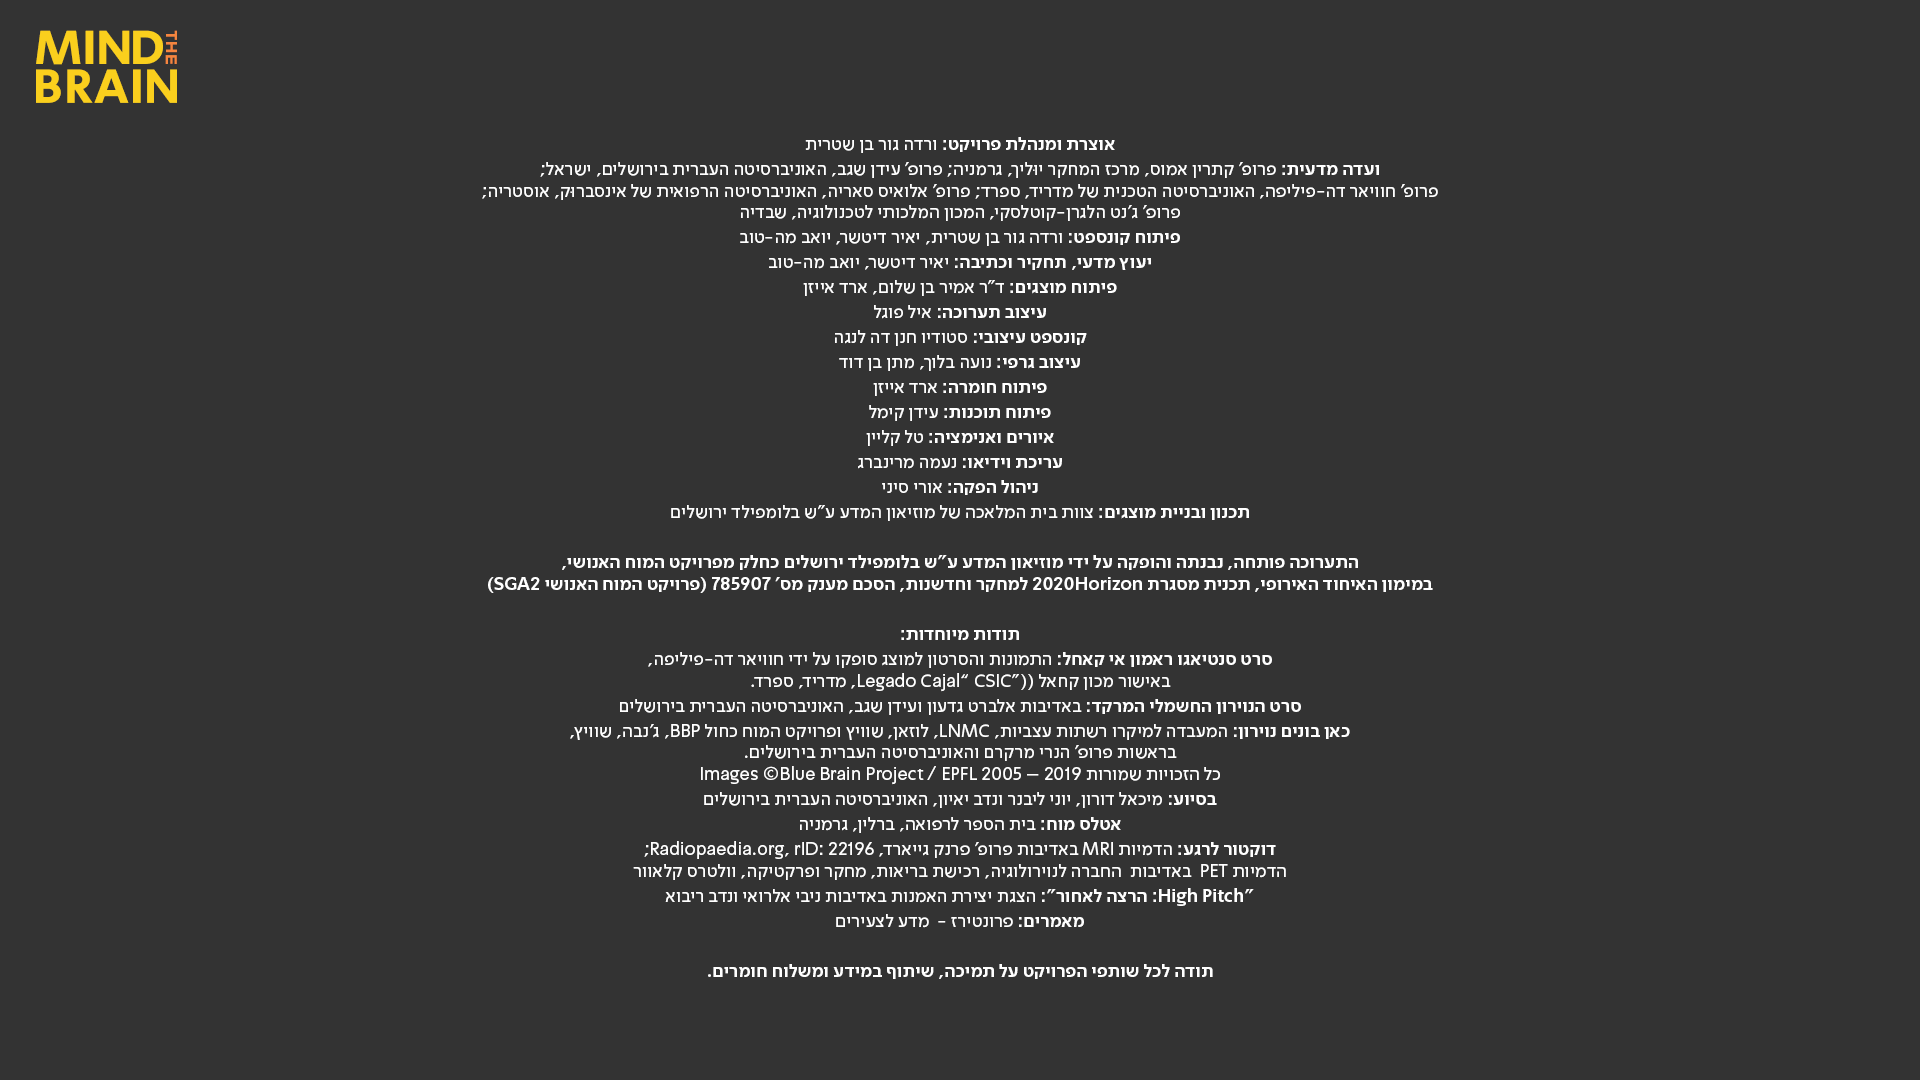 MIND THE
BRAIN
אוצרת ומנהלת פרויקט: ורדה גור בן שטרית
ועדה מדעית: פרופ׳ קתרין אמוס, מרכז המחקר יוּליך, גרמניה; פרופ׳ עידן שגב, האוניברסיטה העברית בירושלים, ישראל;
פרופ׳ חוויאר דה-פיליפה, האוניברסיטה הטכנית של מדריד, ספרד; פרופ׳ אלואיס סאריה, האוניברסיטה הרפואית של אינסברוּק, אוסטריה;
פרופ׳ ג׳נט הלגרן-קוטלסקי, המכון המלכותי לטכנולוגיה, שבדיה
פיתוח קונספט: ורדה גור בן שטרית, יאיר דיטשר, יואב מה-טוב
יעוץ מדעי, תחקיר וכתיבה: יאיר דיטשר, יואב מה-טוב
פיתוח מוצגים: ד״ר אמיר בן שלום, ארד אייזן
עיצוב תערוכה: איל פוגל
קונספט עיצובי: סטודיו חנן דה לנגה
עיצוב גרפי: נועה בלוך, מתן בן דוד
פיתוח חומרה: ארד אייזן
פיתוח תוכנות: עידן קימל
איורים ואנימציה: טל קליין
עריכת וידיאו: נעמה מרינברג
ניהול הפקה: אורי סיני
תכנון ובניית מוצגים: צוות בית המלאכה של מוזיאון המדע ע״ש בלומפילד ירושלים
התערוכה פותחה, נבנתה והופקה על ידי מוזיאון המדע ע״ש בלומפילד ירושלים כחלק מפרויקט המוח האנושי,
במימון האיחוד האירופי, תכנית מסגרת 2020Horizon למחקר וחדשנות, הסכם מענק מס׳ 785907 (פרויקט המוח האנושי SGA2)
תודות מיוחדות:
סרט סנטיאגו ראמון אי קאחל: התמונות והסרטון למוצג סופקו על ידי חוויאר דה-פיליפה,
באישור מכון קחאל ((״Legado Cajal“ CSIC, מדריד, ספרד.
סרט הנוירון החשמלי המרקד: באדיבות אלברט גדעון ועידן שגב, האוניברסיטה העברית בירושלים
כאן בונים נוירון: המעבדה למיקרו רשתות עצביות, LNMC, לוזאן, שוויץ ופרויקט המוח כחול BBP, ג׳נבה, שוויץ,
בראשות פרופ׳ הנרי מרקרם והאוניברסיטה העברית בירושלים.
כל הזכויות שמורות Images ©Blue Brain Project / EPFL 2005 – 2019
בסיוע: מיכאל דורון, יוני ליבנר ונדב יאיון, האוניברסיטה העברית בירושלים
אטלס מוח: בית הספר לרפואה, ברלין, גרמניה
דוקטור לרגע: הדמיות MRI באדיבות פרופ׳ פרנק גייארד, Radiopaedia.org, rID: 22196;
הדמיות PET באדיבות החברה לנוירולוגיה, רכישת בריאות, מחקר ופרקטיקה, וולטרס קלאוור
״High Pitch: הרצה לאחור״: הצגת יצירת האמנות באדיבות ניבי אלרואי ונדב ריבוא
מאמרים: פרונטירז - מדע לצעירים
תודה לכל שותפי הפרויקט על תמיכה, שיתוף במידע ומשלוח חומרים.